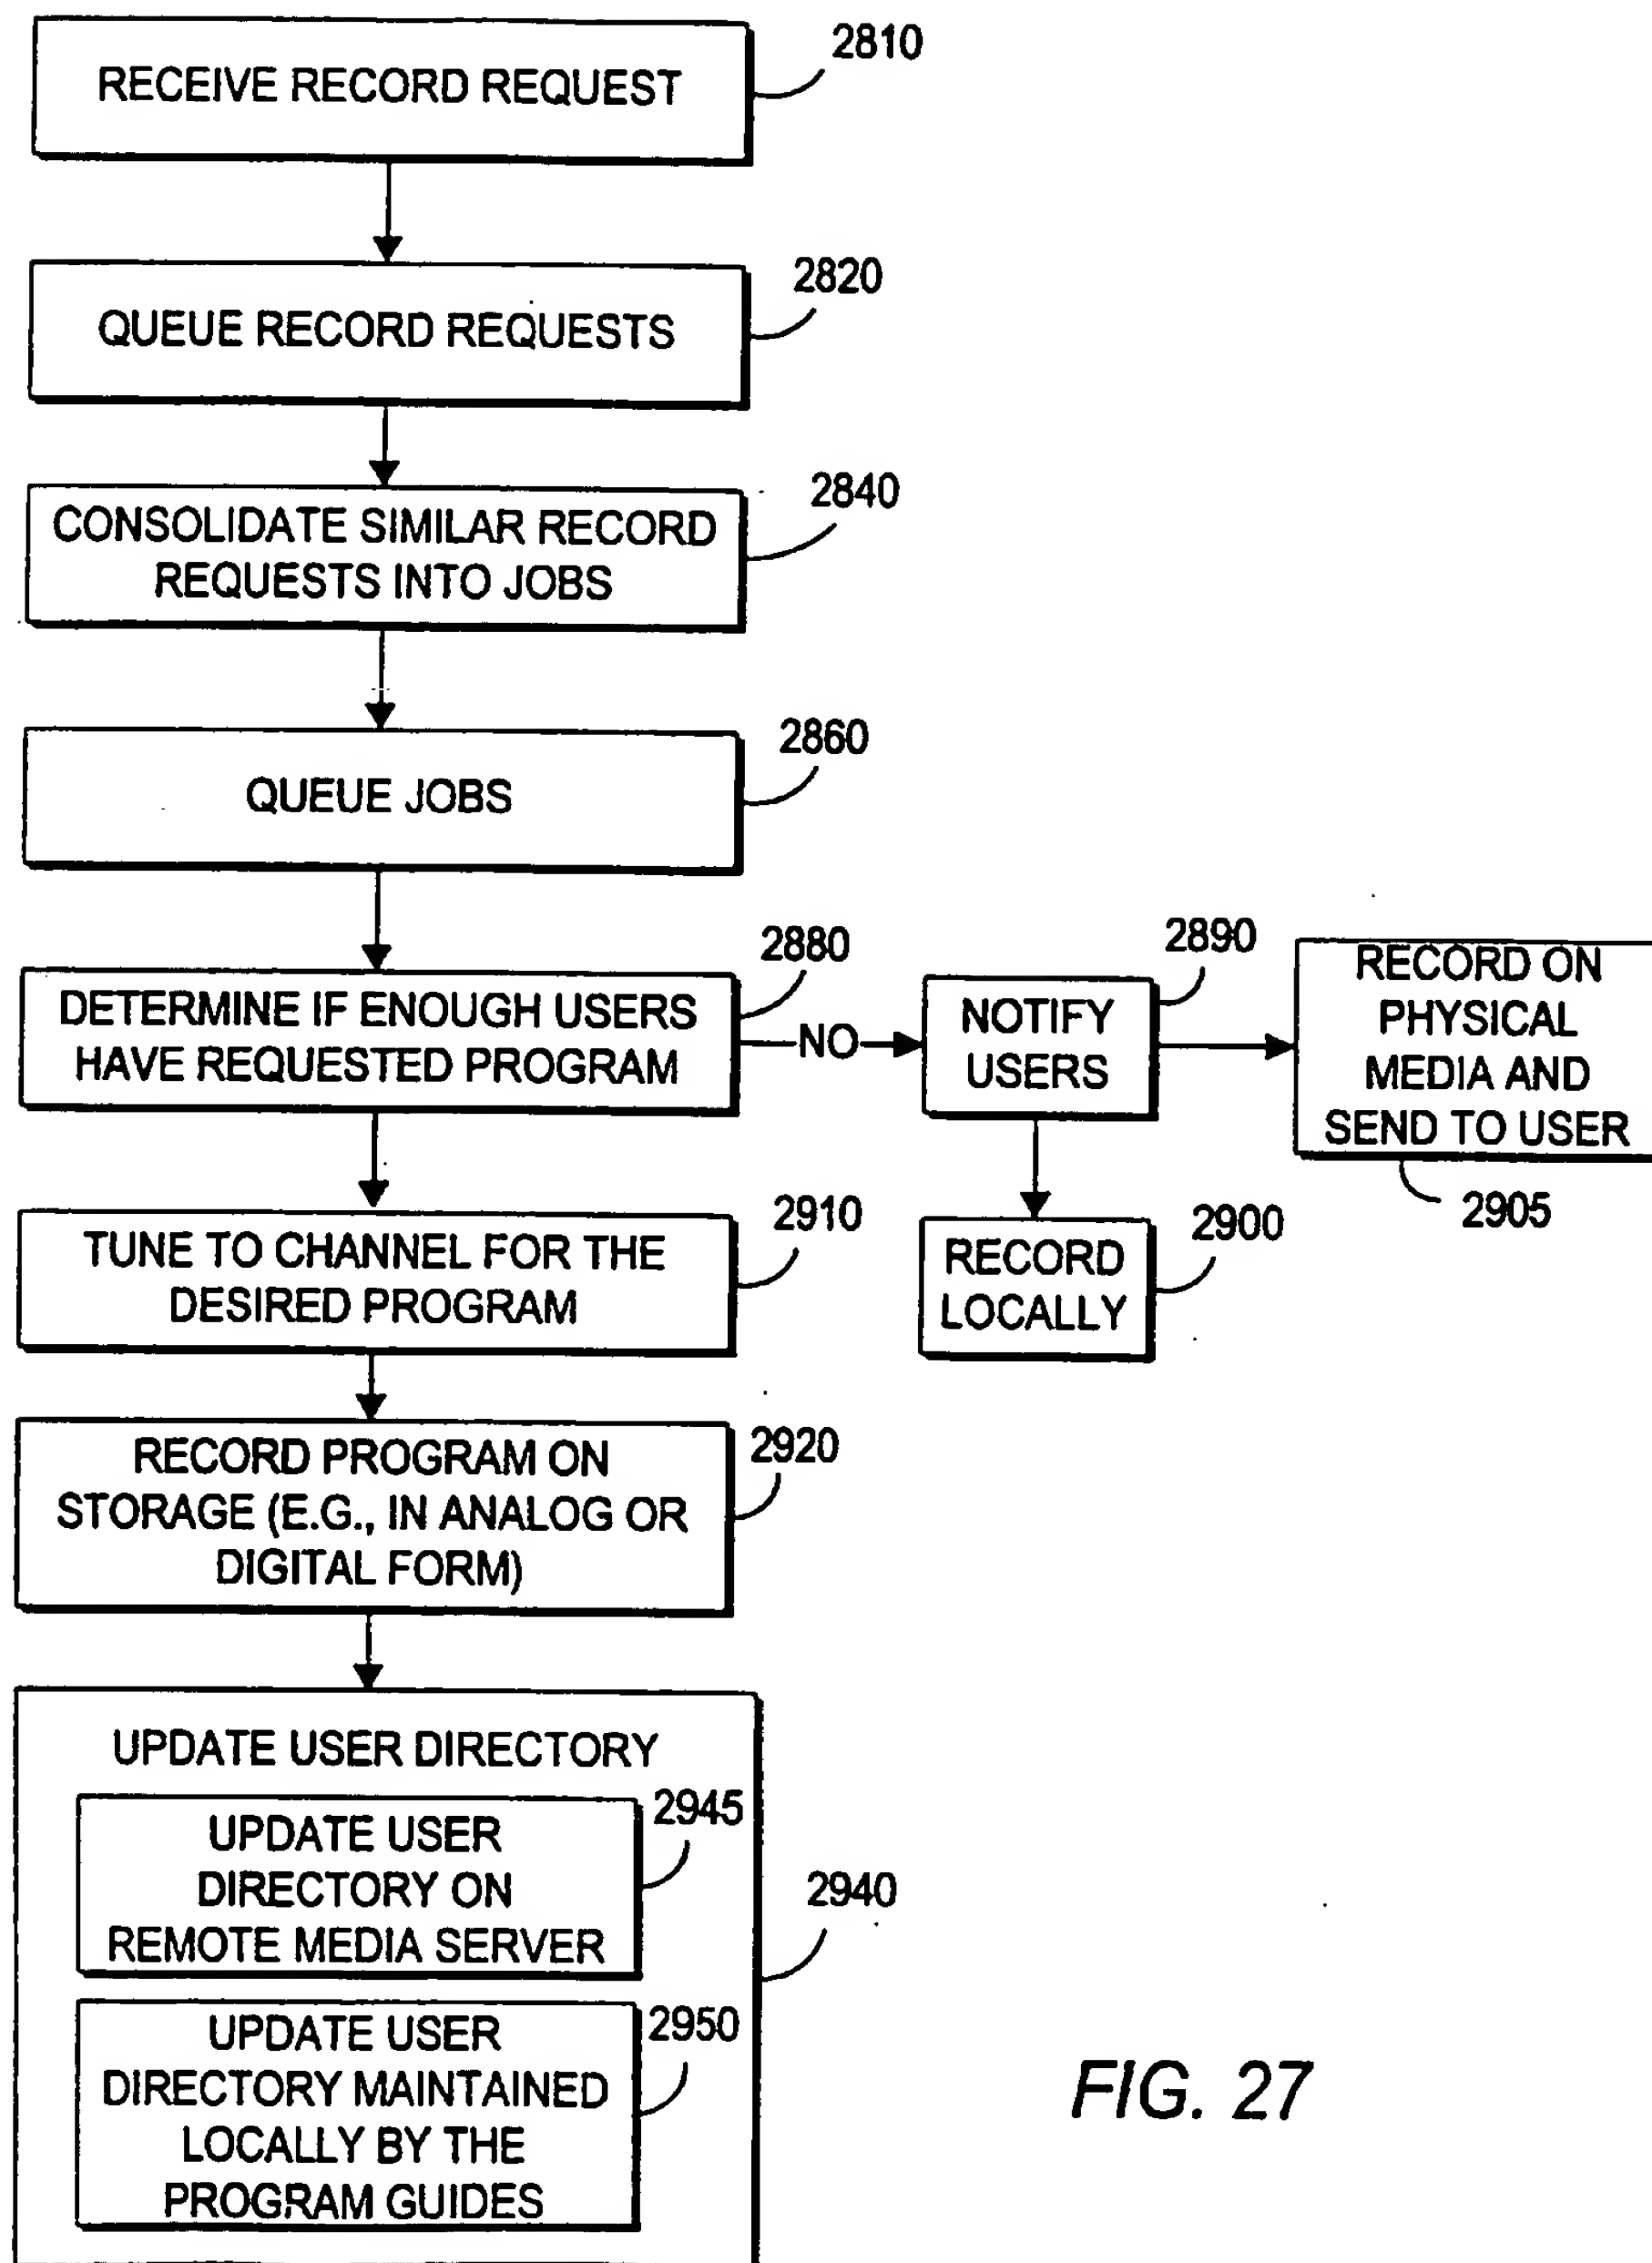 2810
RECEIVE RECORD REQUEST
2820
QUEUE RECORD REQUESTS
2840
CONSOLIDATE SIMILAR RECORD
REQUESTS INTO JOBS
2860
QUEUE JOBS
2880
DETERMINE IF ENOUGH USERS
HAVE REQUESTED PROGRAM
NO
2890
NOTIFY
USERS
RECORD ON
PHYSICAL
MEDIA AND
SEND TO USER
2905
2900
RECORD
LOCALLY
2910
TUNE TO CHANNEL FOR THE
DESIRED PROGRAM
2920
RECORD PROGRAM ON
STORAGE (E.G., IN ANALOG OR
DIGITAL FORM)
UPDATE USER DIRECTORY
2945
UPDATE USER
DIRECTORY ON
REMOTE MEDIA SERVER
2940
2950
UPDATE USER
DIRECTORY MAINTAINED
LOCALLY BY THE
PROGRAM GUIDES
FIG. 27